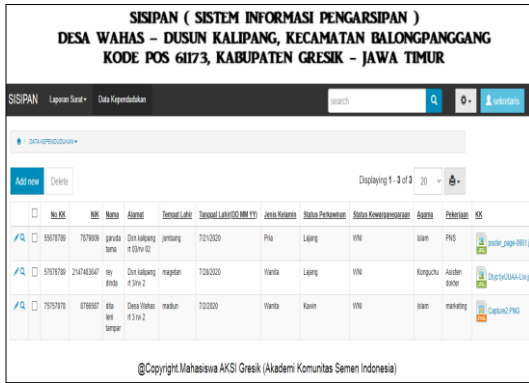 SISIPAN ( SISTEM INFORMASI PENGARSIPAN )
DESA WAHAS – DUSUN KALIPANG, KECAMATAN BALONGPANGGANG
KODE POS 61173, KABUPATEN GRESIK – JAWA TIMUR
SISIPAN Laporan Surat Data Kependudukan search sekretaris
/ DATA KEPENDUDUKAN
Add new Delete Displaying 1 - 3 of 3 20
No KK NIK Nama Alamat Tempat Lahir Tanggal Lahir(DD MM YY) Jenis Kelamin Status Perkawinan Status Kewarganegaraan Agama Pekerjaan KK
55678789 7879809 garuda tama Dsn.kalipang rt 03/rw 02 jombang 7/21/2020 Pria Lajang WNI Islam PNS poster_page-0001.j
57678789 2147483647 rey dinda Dsn.kalipang rt 3/rw 2 magetan 7/28/2020 Wanita Lajang WNI Konguchu Asisten dokter
75757878 8766587 dita leni tamper Desa Wahas rt 3 rw 2 madiun 7/2/2020 Wanita Kawin WNI Islam marketing Capture2.PNG
@Copyright.Mahasiswa AKSI Gresik (Akademi Komunitas Semen Indonesia)